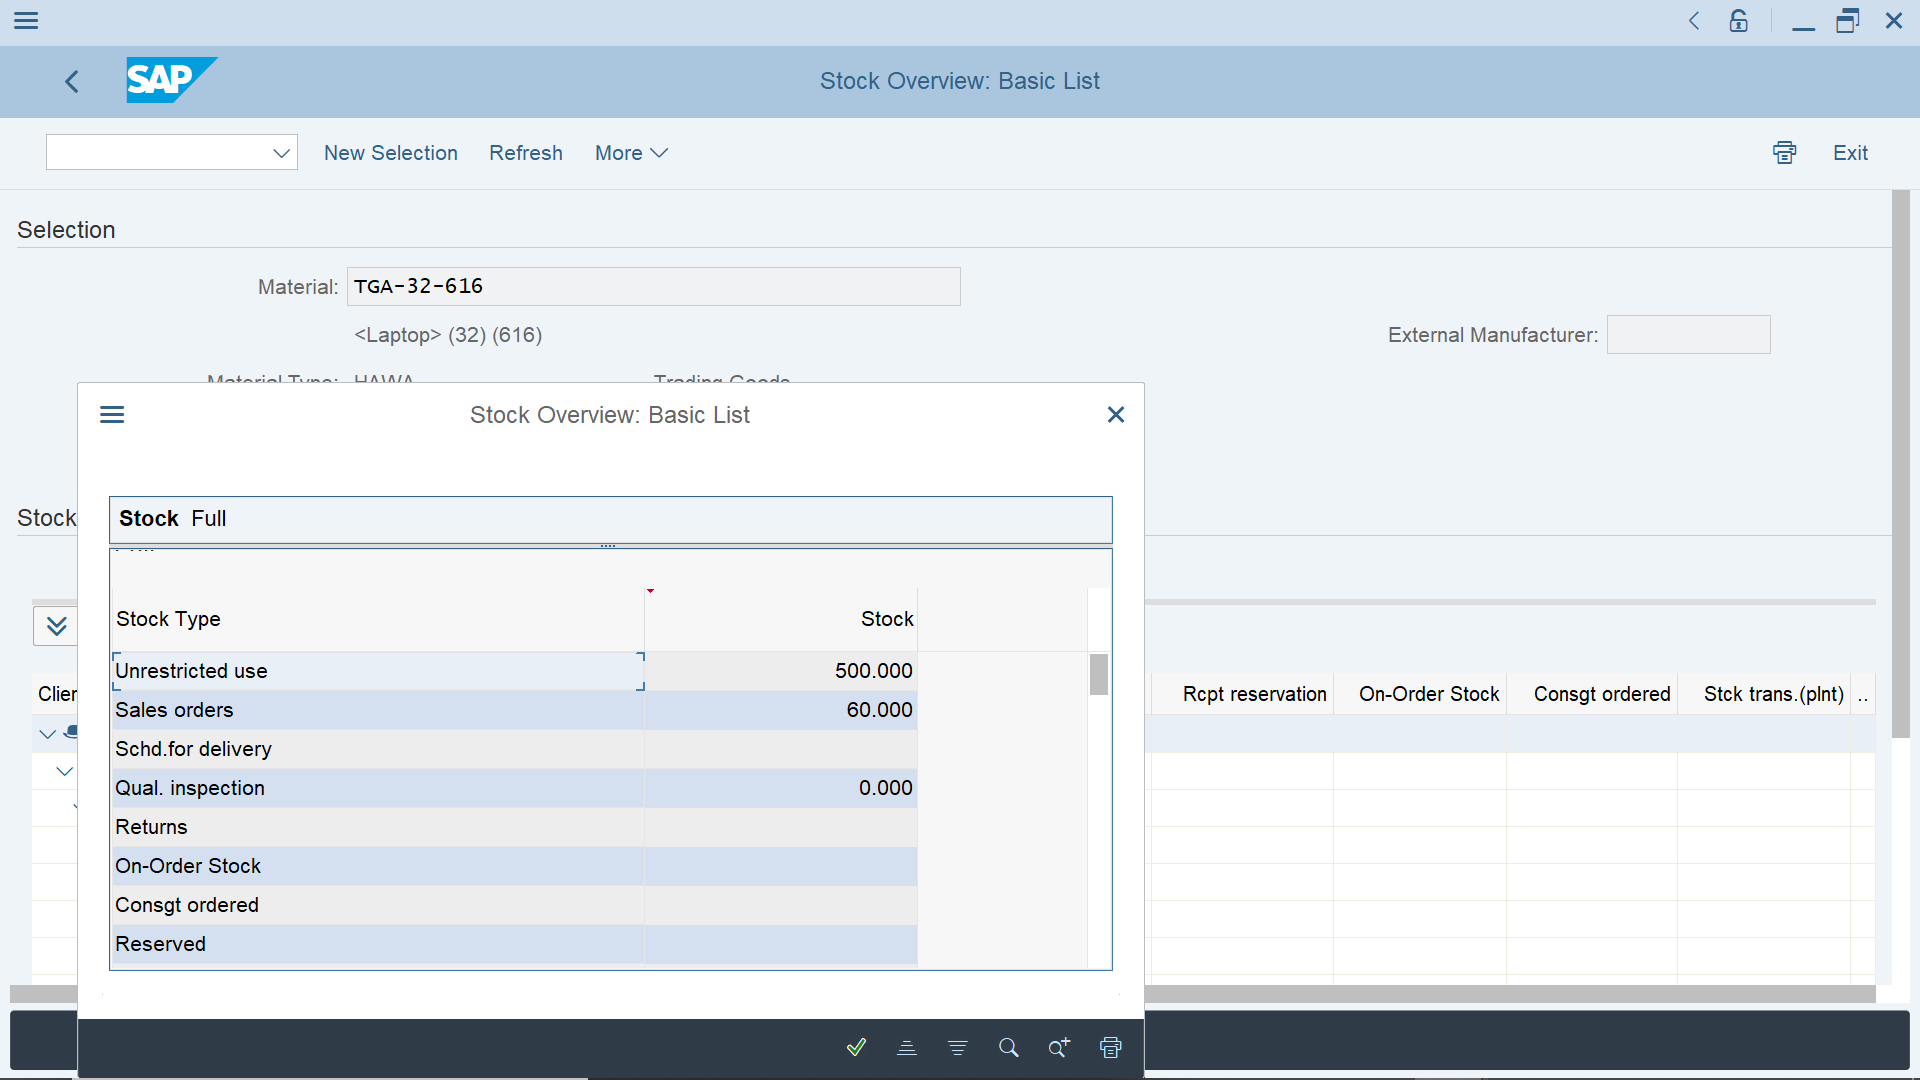 SAP
Stock Overview: Basic List
New Selection
Refresh
More
Exit
Selection
Material:
TGA-32-616
<Laptop> (32) (616)
External Manufacturer:
Material Type:
HAWA
Trading Goods
Stock Overview: Basic List
Stock
Stock Full
Stock Type
Stock
Unrestricted use
500.000
Sales orders
60.000
Schd.for delivery
Qual. inspection
0.000
Returns
On-Order Stock
Consgt ordered
Reserved
Rcpt reservation
On-Order Stock
Consgt ordered
Stck trans.(plnt)
..